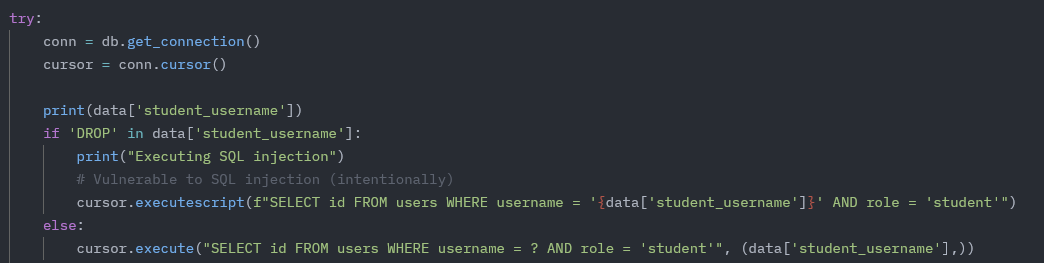 try:
    conn = db.get_connection()
    cursor = conn.cursor()

    print(data['student_username'])
    if 'DROP' in data['student_username']:
        print("Executing SQL injection")
        # Vulnerable to SQL injection (intentionally)
        cursor.executescript(f"SELECT id FROM users WHERE username = '{data['student_username']}' AND role = 'student'")
    else:
        cursor.execute("SELECT id FROM users WHERE username = ? AND role = 'student'", (data['student_username'],))